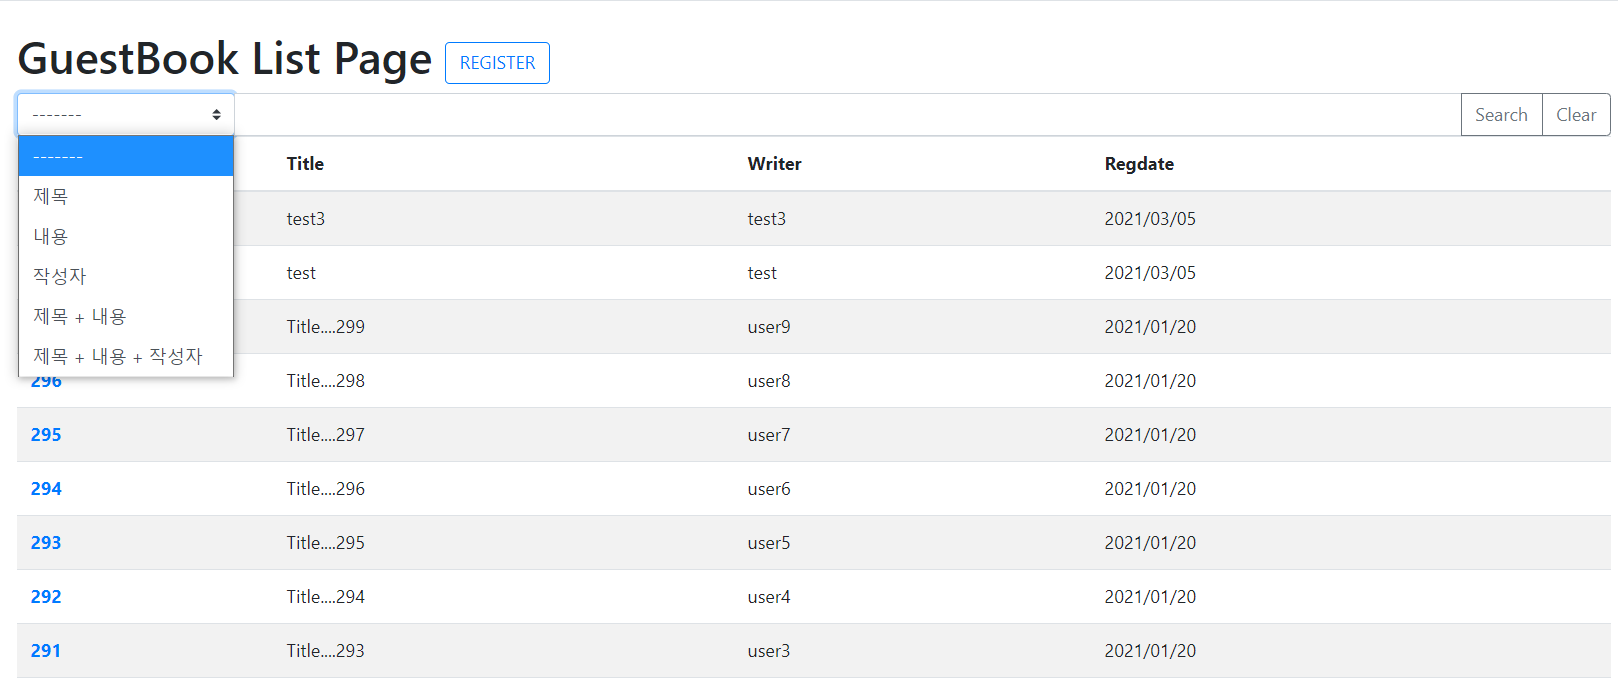 GuestBook List Page REGISTER
------- Search Clear
-------
제목
내용
작성자
제목 + 내용
제목 + 내용 + 작성자
Title Writer Regdate
test3 test3 2021/03/05
test test 2021/03/05
Title....299 user9 2021/01/20
296 Title....298 user8 2021/01/20
295 Title....297 user7 2021/01/20
294 Title....296 user6 2021/01/20
293 Title....295 user5 2021/01/20
292 Title....294 user4 2021/01/20
291 Title....293 user3 2021/01/20